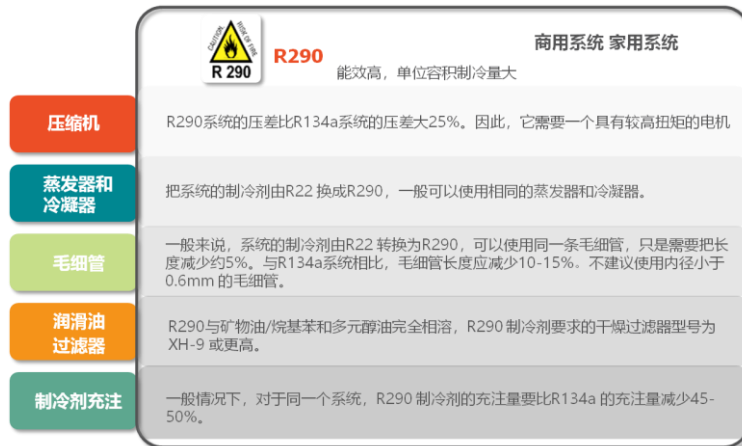 CAUTION RISK OF FIRE
R 290
R290
商用系统 家用系统
能效高，单位容积制冷量大
压缩机
R290系统的压差比R134a系统的压差大25%。因此，它需要一个具有较高扭矩的电机
蒸发器和
冷凝器
把系统的制冷剂由R22 换成R290，一般可以使用相同的蒸发器和冷凝器。
毛细管
一般来说，系统的制冷剂由R22 转换为R290，可以使用同一条毛细管，只是需要把长
度减少约5%。与R134a系统相比，毛细管长度应减少10-15%。不建议使用内径小于
0.6mm 的毛细管。
润滑油
过滤器
R290与矿物油/烷基苯和多元醇油完全相溶，R290 制冷剂要求的干燥过滤器型号为
XH-9 或更高。
制冷剂充注
一般情况下，对于同一个系统，R290 制冷剂的充注量要比R134a 的充注量减少45-
50%。